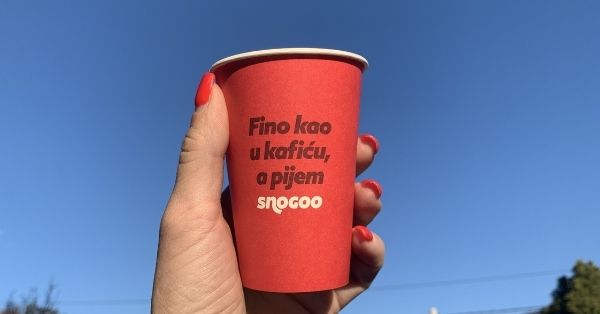 Fino kao
u kafiću,
a pijem
snogoo